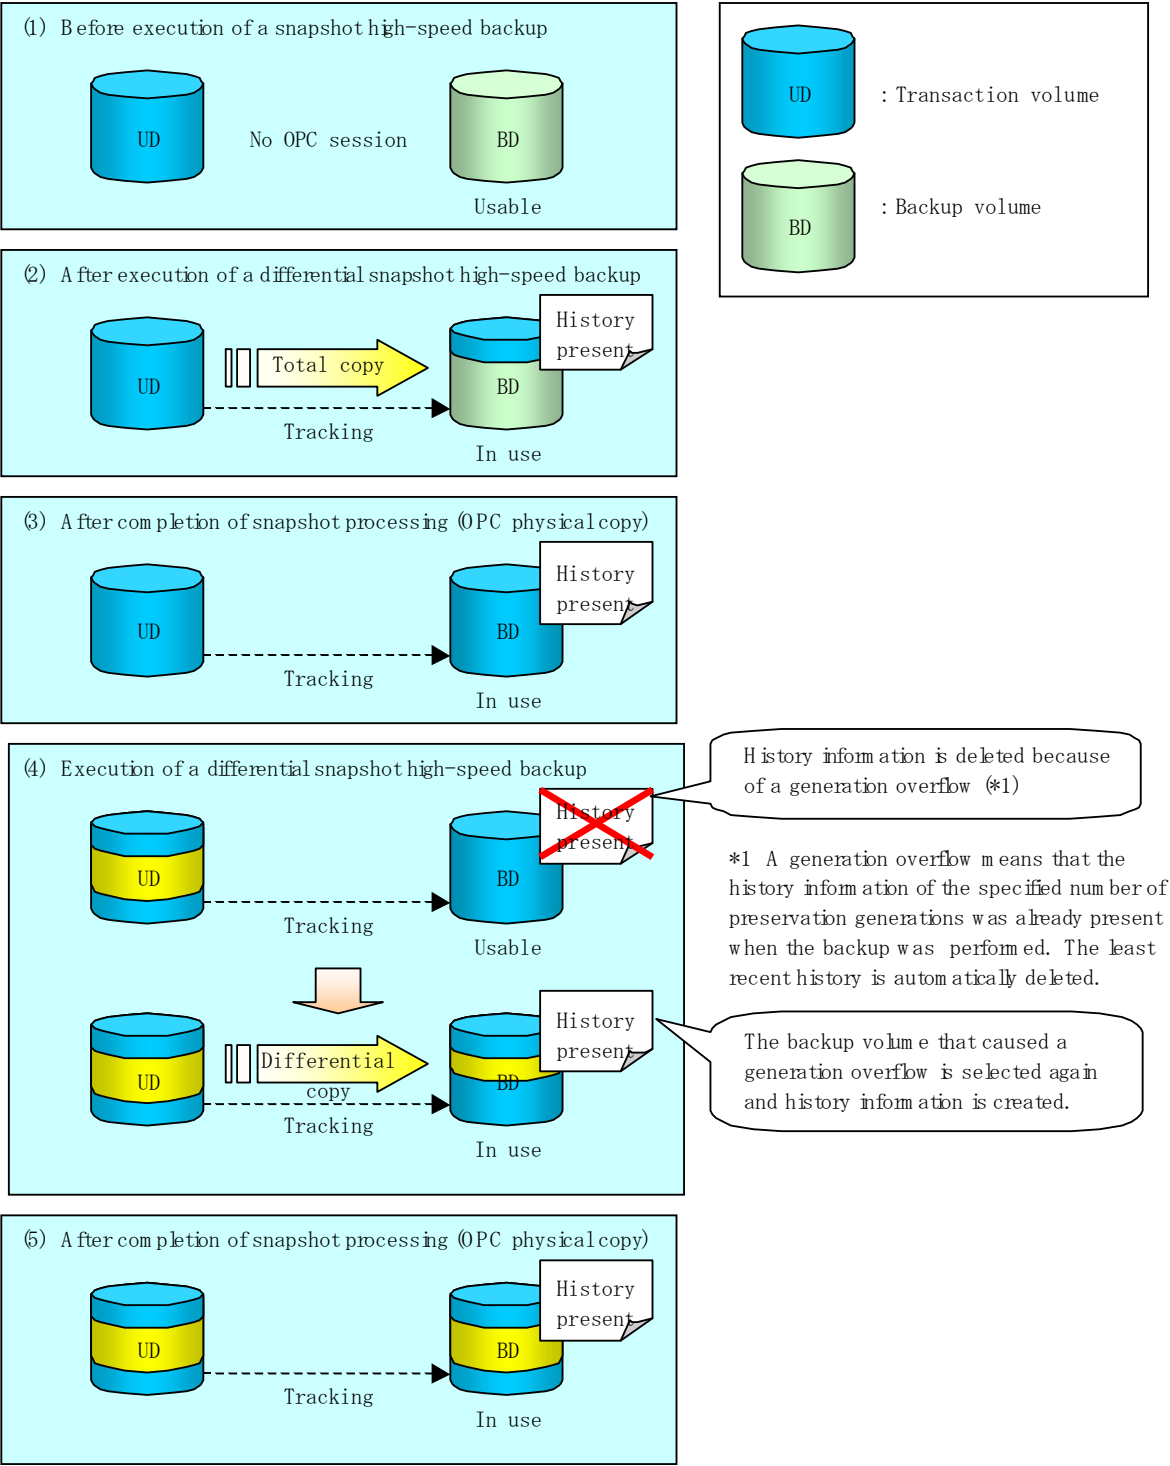 (1) Before execution of a snapshot high-speed backup
UD
No OPC session
BD
Usable
UD
: Transaction volume
BD
: Backup volume
(2) After execution of a differential snapshot high-speed backup
UD
Total copy
Tracking
BD
History
present
In use
(3) After completion of snapshot processing (OPC physical copy)
UD
Tracking
BD
History
present
In use
(4) Execution of a differential snapshot high-speed backup
UD
Tracking
BD
History
present
Usable
History information is deleted because
of a generation overflow (*1)
*1 A generation overflow means that the
history information of the specified number of
preservation generations was already present
when the backup was performed. The least
recent history is automatically deleted.
UD
Differential
copy
Tracking
BD
History
present
In use
The backup volume that caused a
generation overflow is selected again
and history information is created.
(5) After completion of snapshot processing (OPC physical copy)
UD
Tracking
BD
History
present
In use